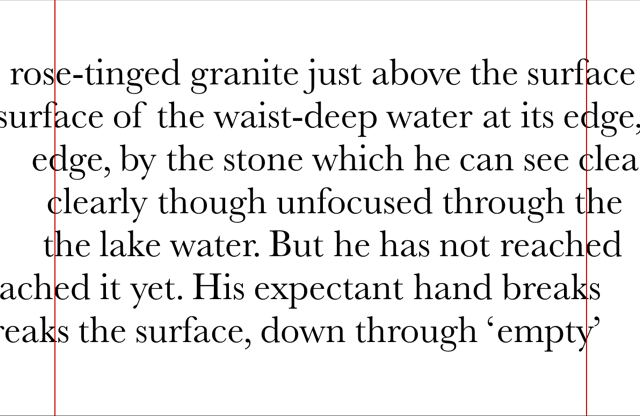 rose-tinged granite just above the surface
surface of the waist-deep water at its edge,
edge, by the stone which he can see clea
clearly though unfocused through the
the lake water. But he has not reached
ached it yet. His expectant hand breaks
reaks the surface, down through ‘empty’